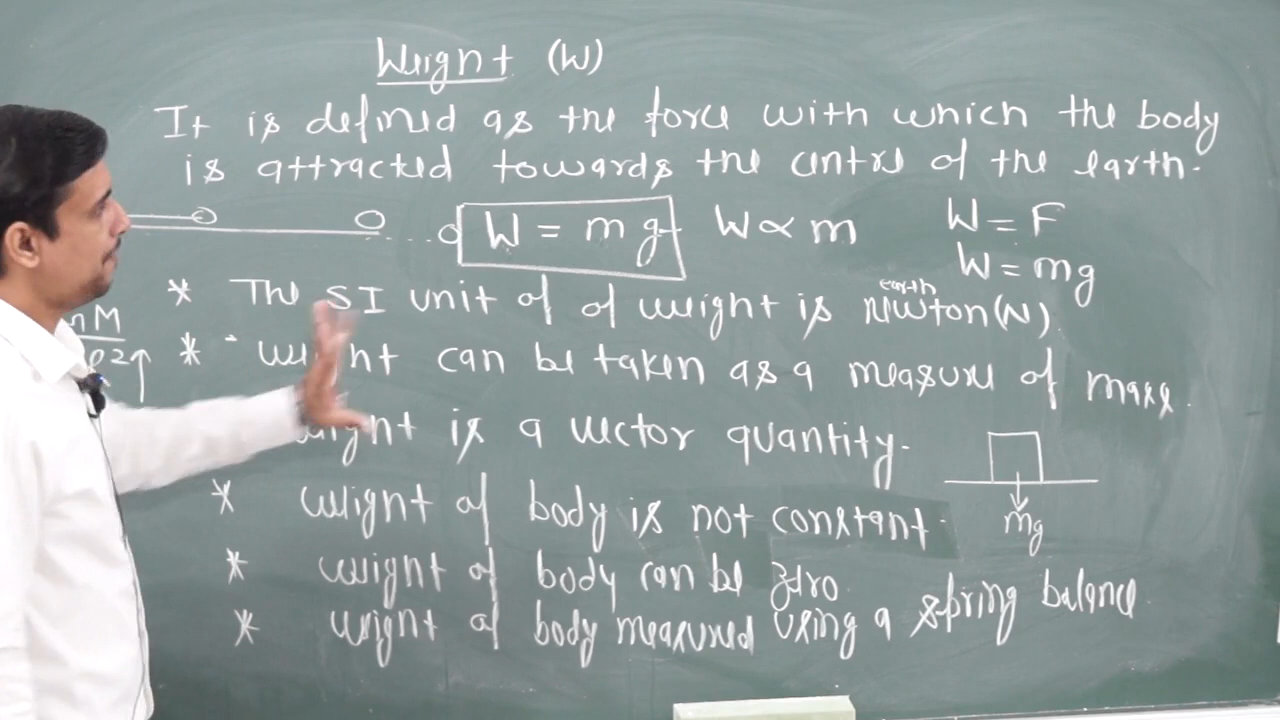 Weight (W)
It is defined as the force with which the body
is attracted towards the centre of the earth.
W = mg W ∝ m W = F
W = mg
* The SI unit of of weight is Newton(N)
earth
* weight can be taken as a measure of mass.
weight is a vector quantity.
* weight of body is not constant.
mg
* weight of body can be zero.
* weight of body measured using a spring balance.